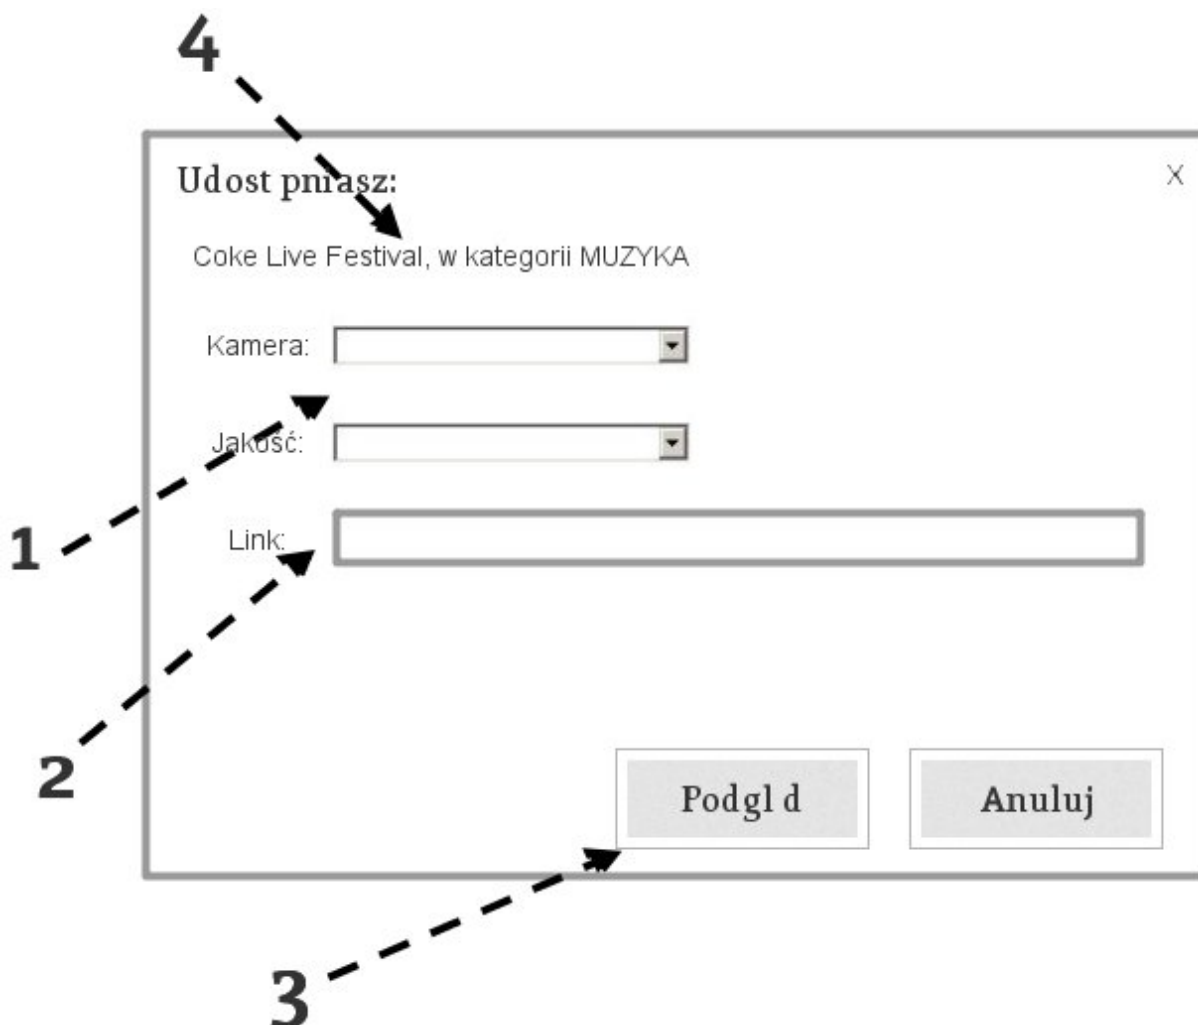 4
Udost pniasz:
X
Coke Live Festival, w kategorii MUZYKA
Kamera:
Jakość:
1
Link:
2
Podgl d
Anuluj
3